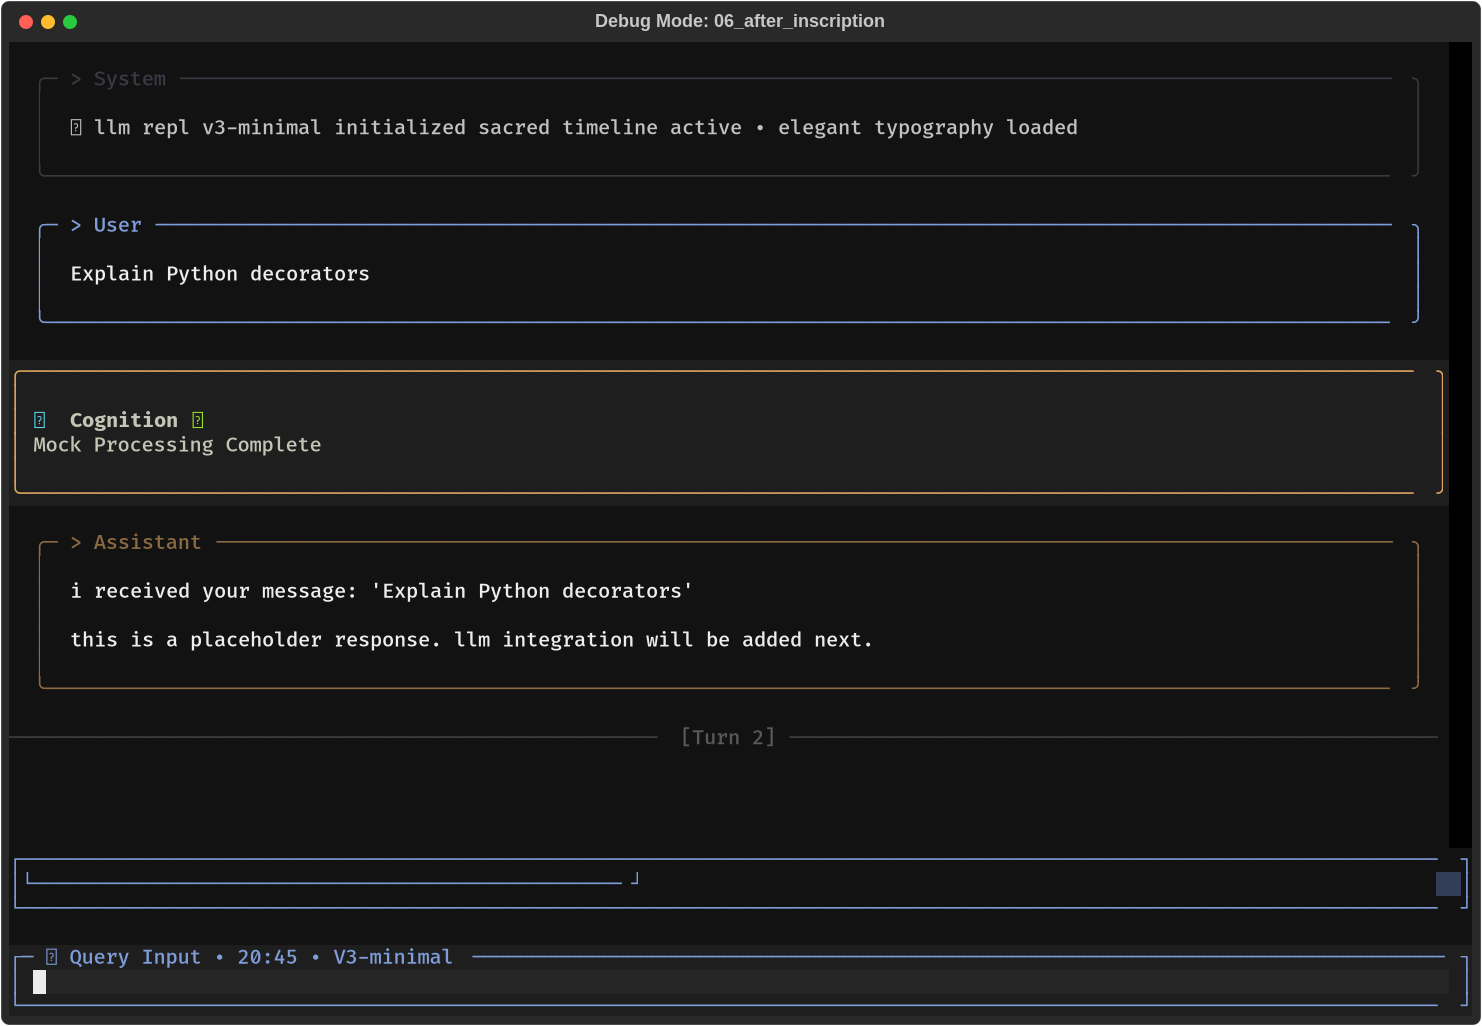 Debug Mode: 06_after_inscription
> System
llm repl v3-minimal initialized sacred timeline active • elegant typography loaded
> User
Explain Python decorators
Cognition
Mock Processing Complete
> Assistant
i received your message: 'Explain Python decorators'
this is a placeholder response. llm integration will be added next.
[Turn 2]
Query Input • 20:45 • V3-minimal